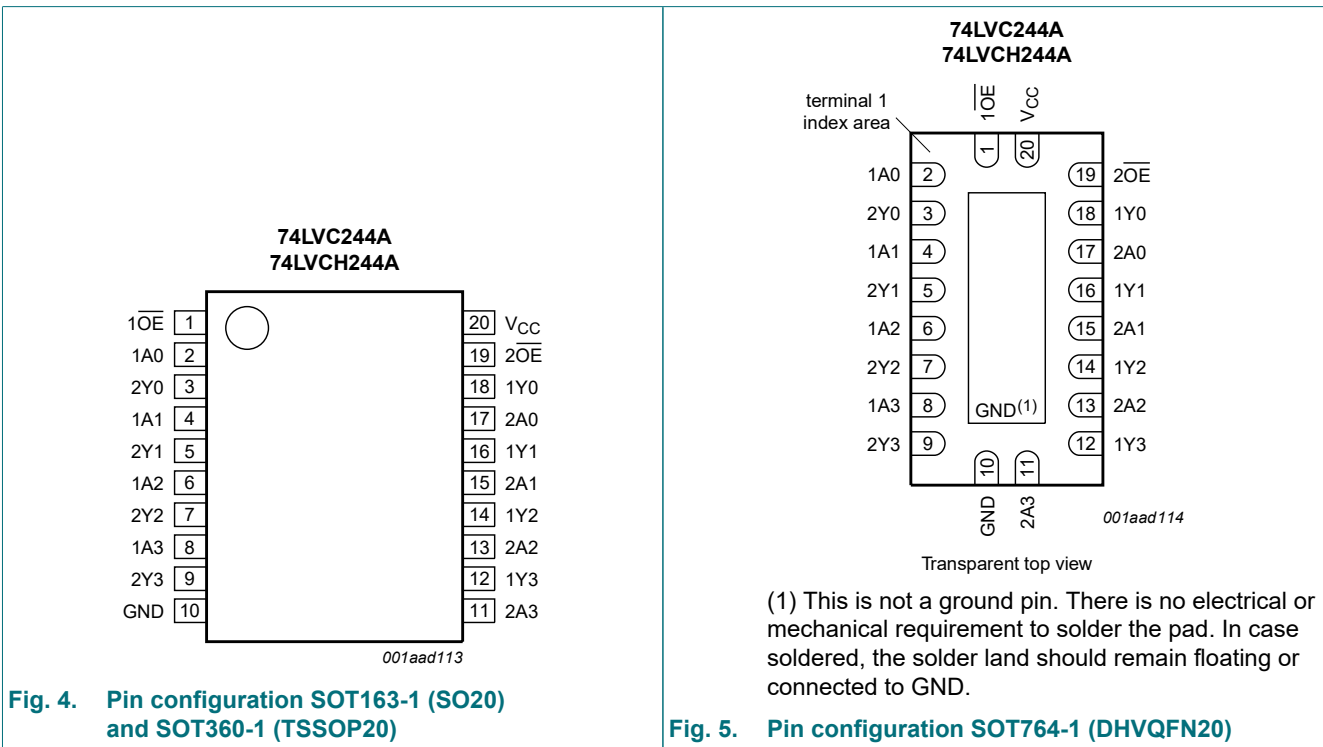 74LVC244A
74LVCH244A
1OE 1
1A0 2
2Y0 3
1A1 4
2Y1 5
1A2 6
2Y2 7
1A3 8
2Y3 9
GND 10
20 VCC
19 2OE
18 1Y0
17 2A0
16 1Y1
15 2A1
14 1Y2
13 2A2
12 1Y3
11 2A3
001aad113
Fig. 4. Pin configuration SOT163-1 (SO20)
and SOT360-1 (TSSOP20)
74LVC244A
74LVCH244A
terminal 1
index area
1OE
VCC
1
20
1A0 2
2Y0 3
1A1 4
2Y1 5
1A2 6
2Y2 7
1A3 8
2Y3 9
19 2OE
18 1Y0
17 2A0
16 1Y1
15 2A1
14 1Y2
13 2A2
12 1Y3
GND(1)
10
11
GND
2A3
001aad114
Transparent top view
(1) This is not a ground pin. There is no electrical or
mechanical requirement to solder the pad. In case
soldered, the solder land should remain floating or
connected to GND.
Fig. 5. Pin configuration SOT764-1 (DHVQFN20)